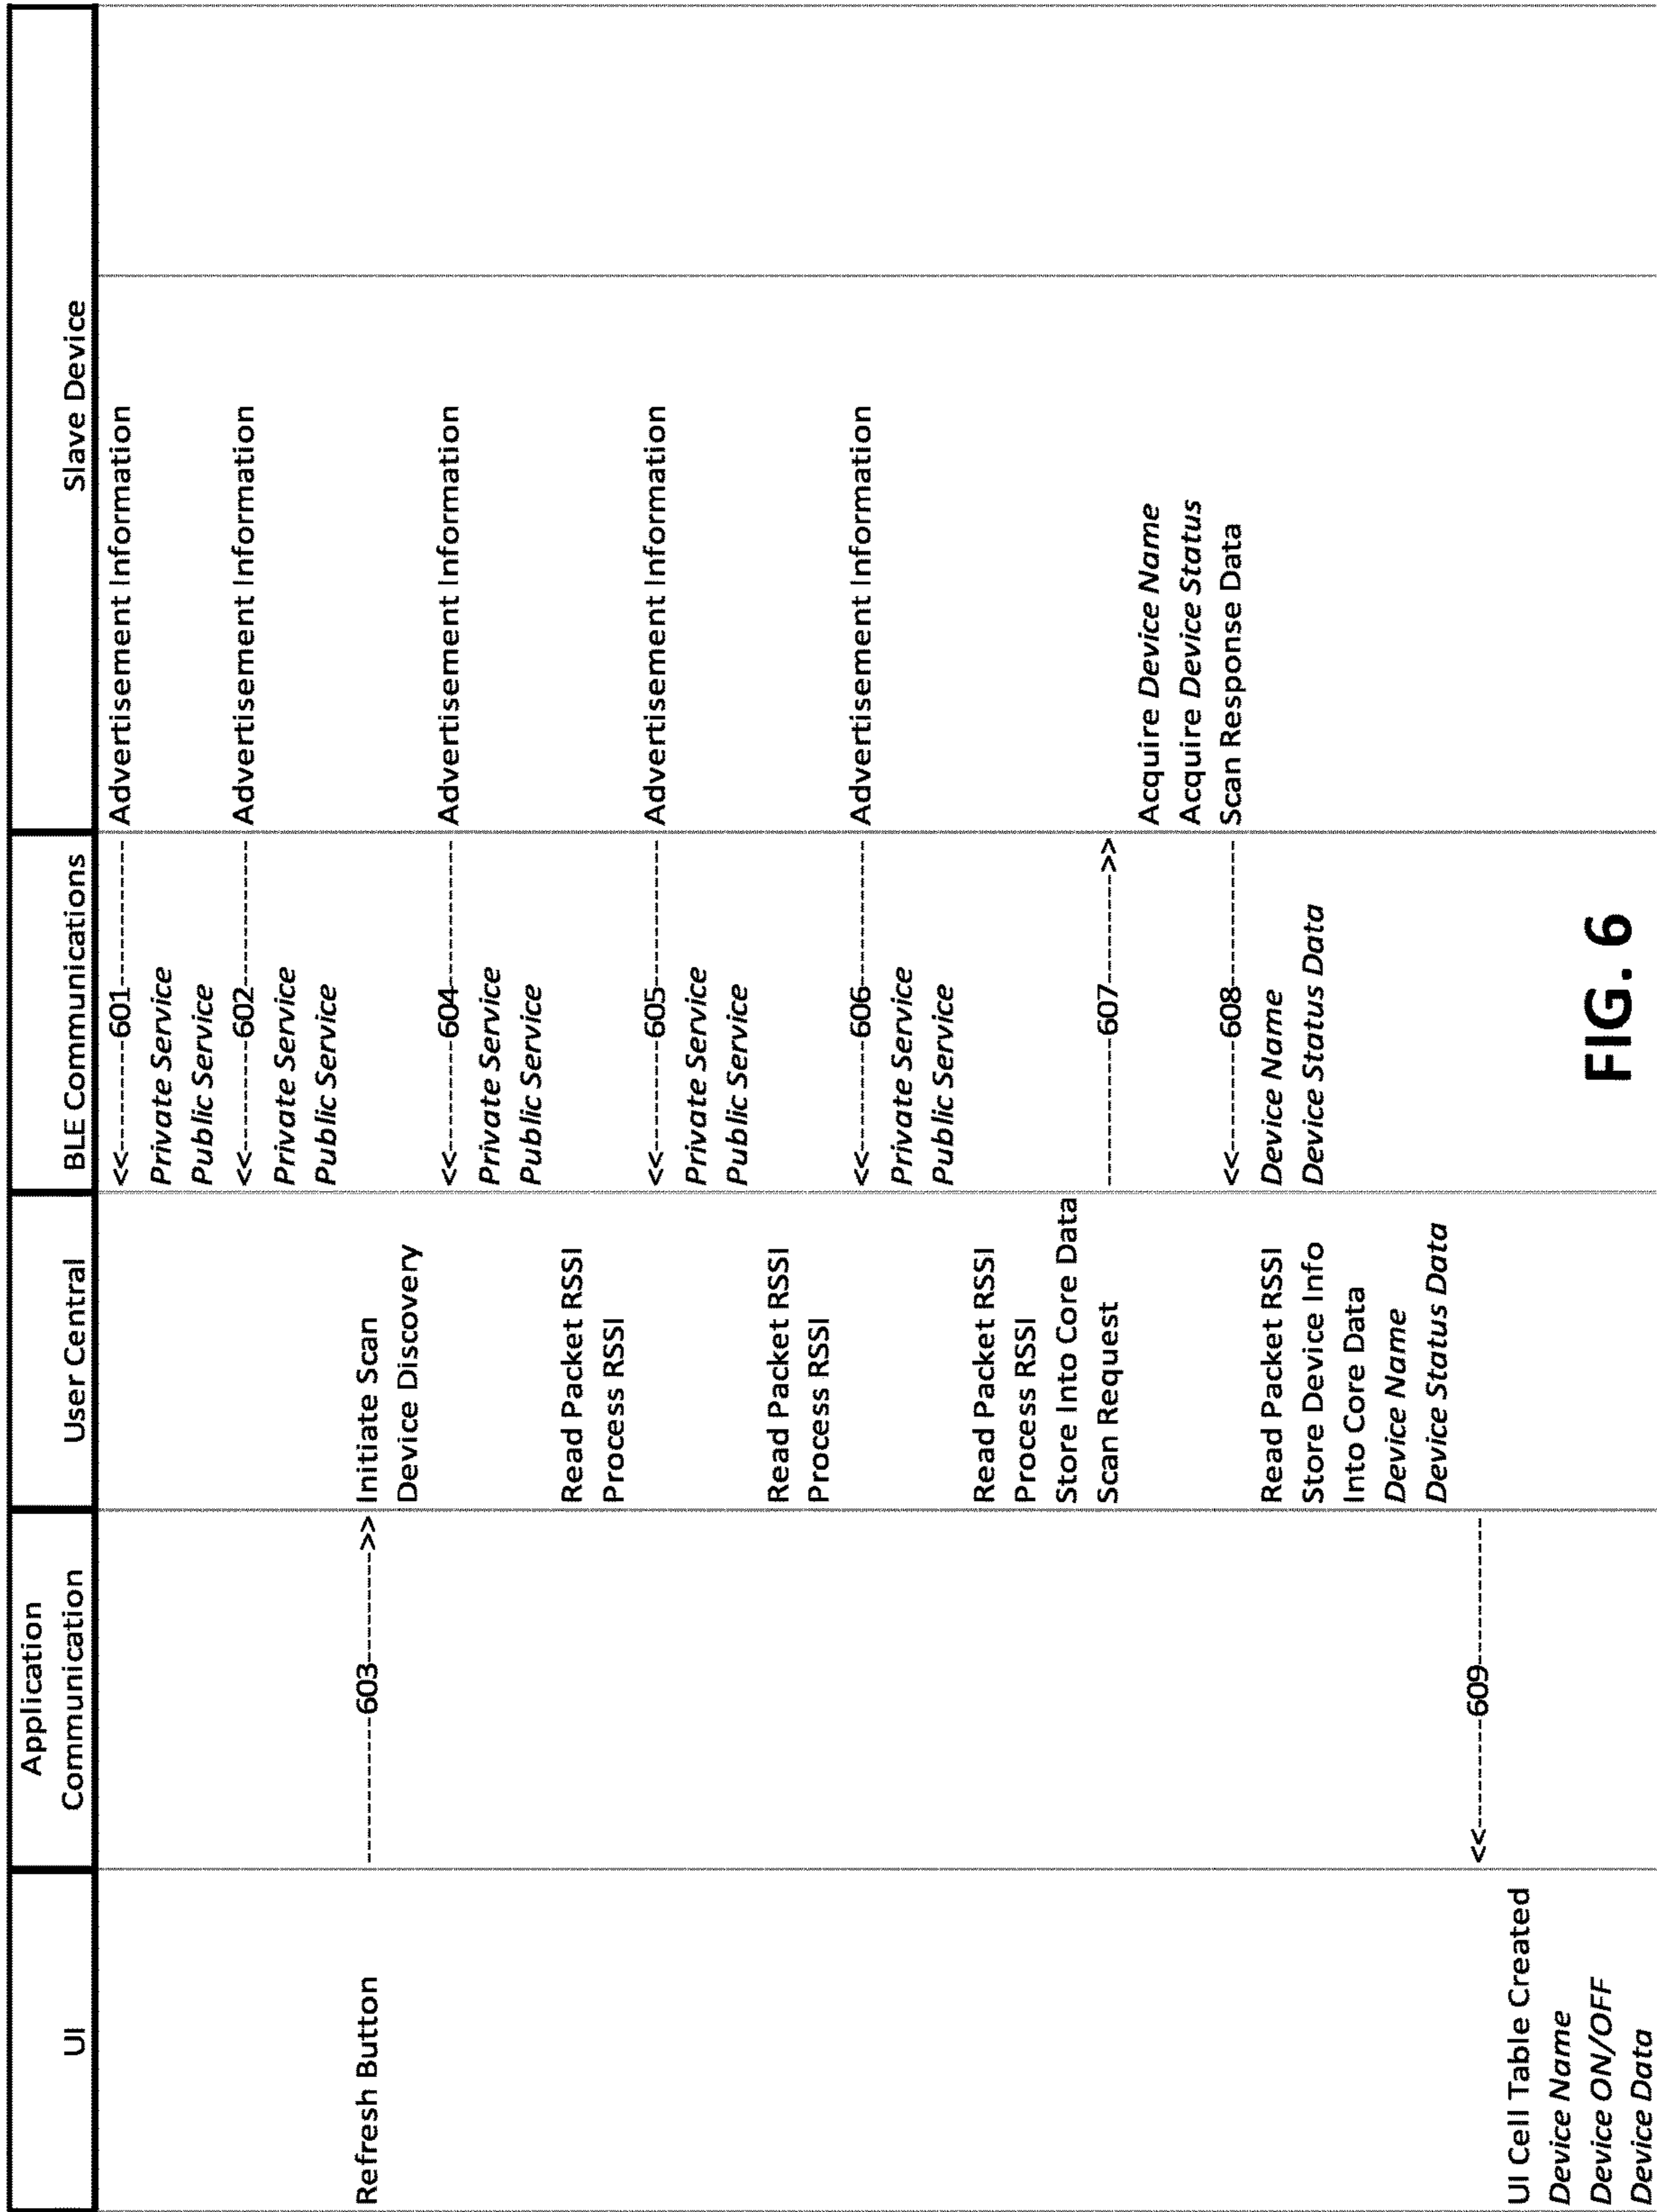 UI
Application
Communication
User Central
BLE Communications
Slave Device
<<--------601-------- Advertisement Information
Private Service
Public Service
<<--------602-------- Advertisement Information
Private Service
Public Service
Refresh Button --------603-------->> Initiate Scan
Device Discovery
<<--------604-------- Advertisement Information
Private Service
Public Service
Read Packet RSSI
Process RSSI
<<--------605-------- Advertisement Information
Private Service
Public Service
Read Packet RSSI
Process RSSI
<<--------606-------- Advertisement Information
Private Service
Public Service
Read Packet RSSI
Process RSSI
Store Into Core Data
Scan Request --------607-------->>
Acquire Device Name
Acquire Device Status
<<--------608-------- Scan Response Data
Read Packet RSSI Device Name
Store Device Info Device Status Data
Into Core Data
Device Name
Device Status Data
<<--------609--------
UI Cell Table Created
Device Name
Device ON/OFF
Device Data
FIG. 6